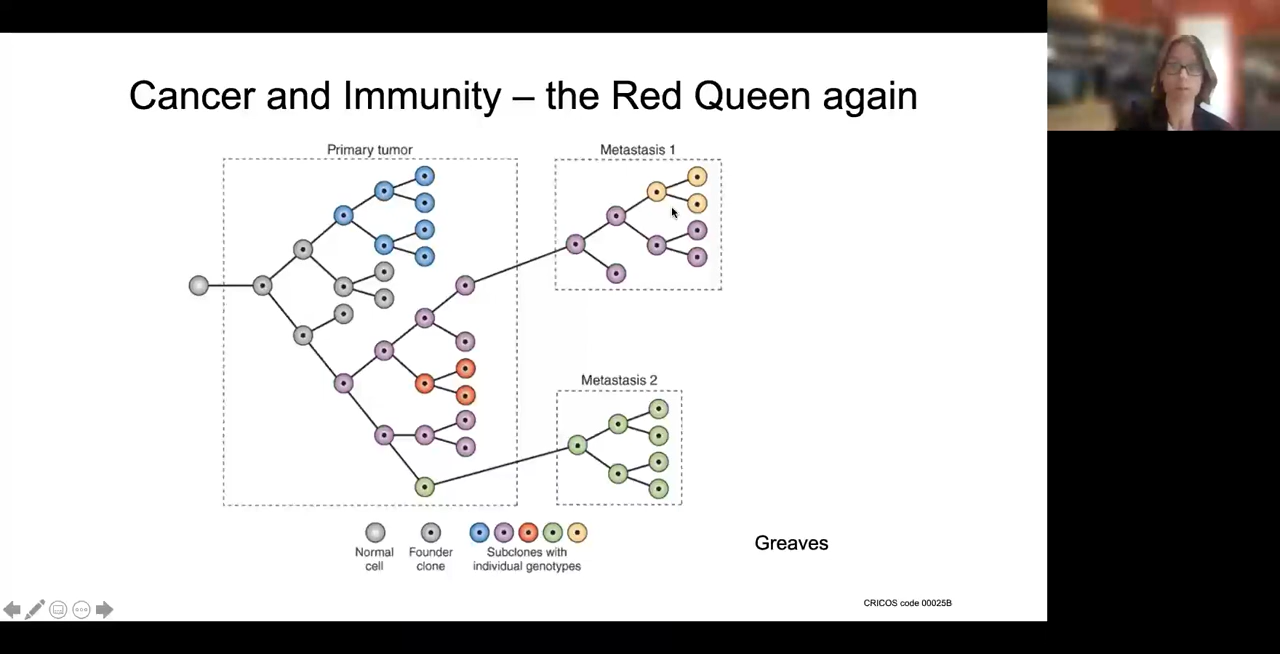 Cancer and Immunity – the Red Queen again
Primary tumor
Metastasis 1
Metastasis 2
Normal
cell
Founder
clone
Subclones with
individual genotypes
Greaves
CRICOS code 00025B